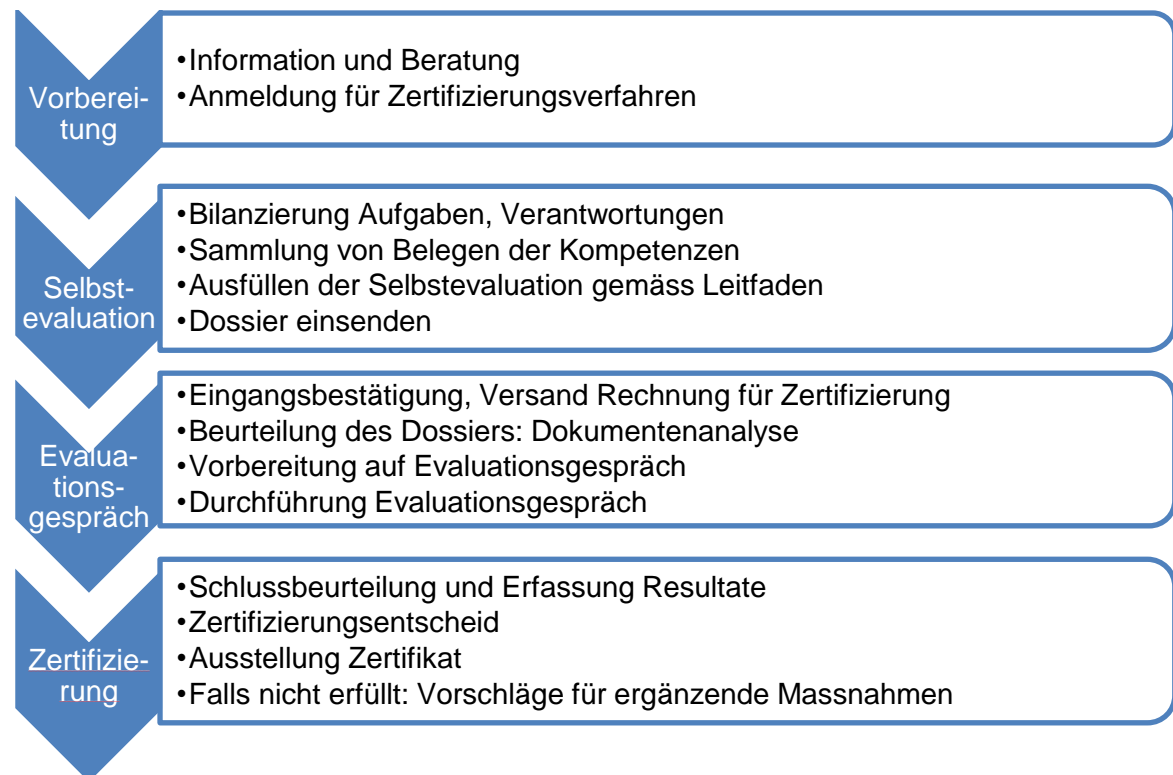 Vorberei-
tung
•Information und Beratung
•Anmeldung für Zertifizierungsverfahren
Selbst-
evaluation
•Bilanzierung Aufgaben, Verantwortungen
•Sammlung von Belegen der Kompetenzen
•Ausfüllen der Selbstevaluation gemäss Leitfaden
•Dossier einsenden
Evalua-
tions-
gespräch
•Eingangsbestätigung, Versand Rechnung für Zertifizierung
•Beurteilung des Dossiers: Dokumentenanalyse
•Vorbereitung auf Evaluationsgespräch
•Durchführung Evaluationsgespräch
Zertifizie-
rung
•Schlussbeurteilung und Erfassung Resultate
•Zertifizierungsentscheid
•Ausstellung Zertifikat
•Falls nicht erfüllt: Vorschläge für ergänzende Massnahmen